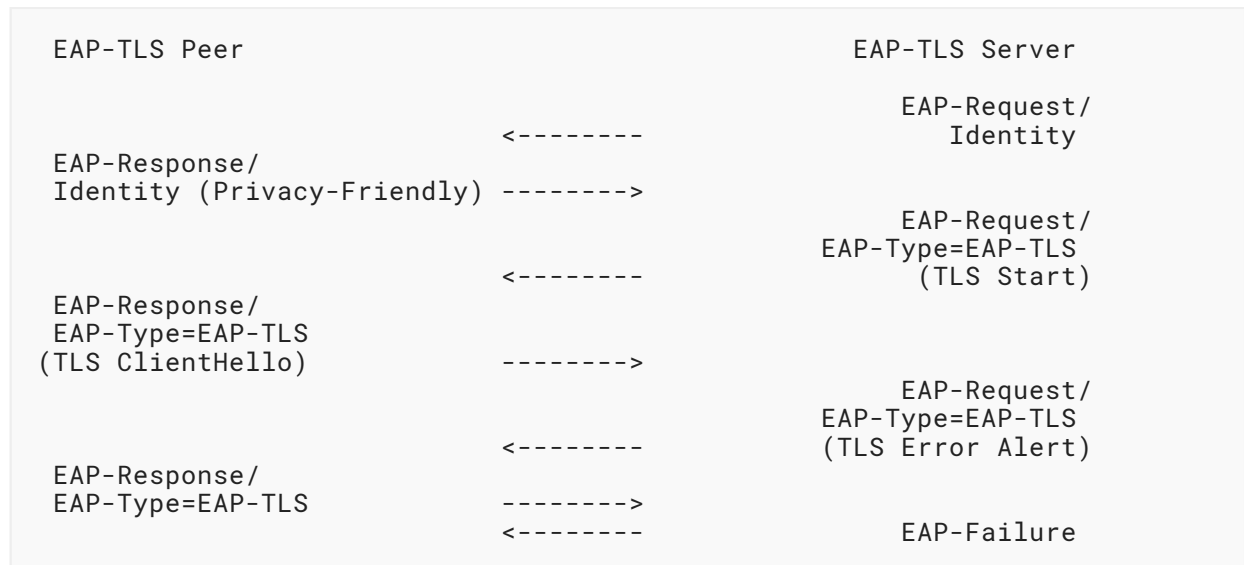 EAP-TLS Peer                                      EAP-TLS Server
EAP-Request/
<--------                   Identity
EAP-Response/
Identity (Privacy-Friendly) -------->
EAP-Request/
EAP-Type=EAP-TLS
<--------                 (TLS Start)
EAP-Response/
EAP-Type=EAP-TLS
(TLS ClientHello)            -------->
EAP-Request/
EAP-Type=EAP-TLS
<--------           (TLS Error Alert)
EAP-Response/
EAP-Type=EAP-TLS            -------->
<--------                EAP-Failure